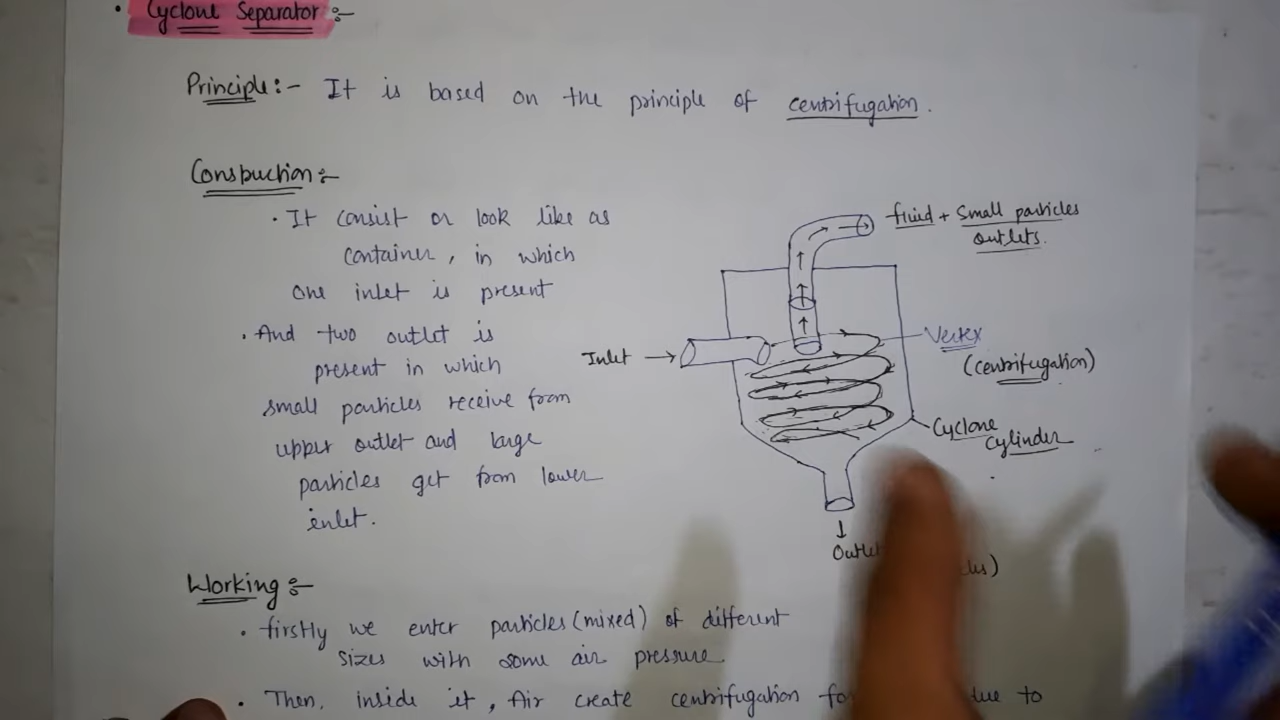 • Cyclone Separator :-
Principle :- It is based on the principle of centrifugation.
Consbuction :-
• It consist or look like as
container, in which
one inlet is present
• And two outlet is
present in which
small particles receive from
upper outlet and large
particles get from lower
enlet.
fluid + Small particles
outlets.
Inlet →
Vertex
(centrifugation)
Cyclone
cylinder
Outlet
Working :-
• firstly we enter particles (mixed) of different
sizes with some air pressure
• Then, inside it, Air create centrifugation due to